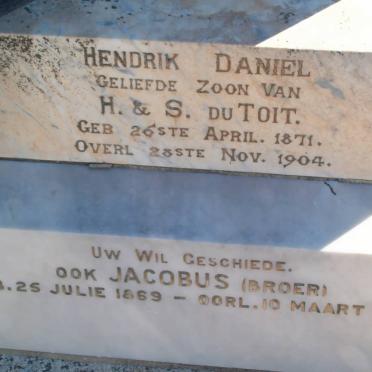 HENDRIK DANIEL
GELIEFDE ZOON VAN
H. & S. DU TOIT.
GEB 26STE APRIL. 1871.
OVERL 28STE NOV. 1904.
UW WIL GESCHIEDE.
OOK JACOBUS (BROER)
25 JULIE 1869 – OORL. 10 MAART